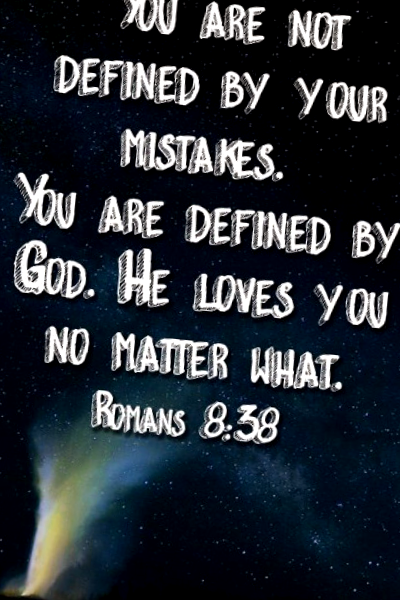 You are not
defined by your
mistakes.
You are defined by
God. He loves you
no matter what.
Romans 8:38